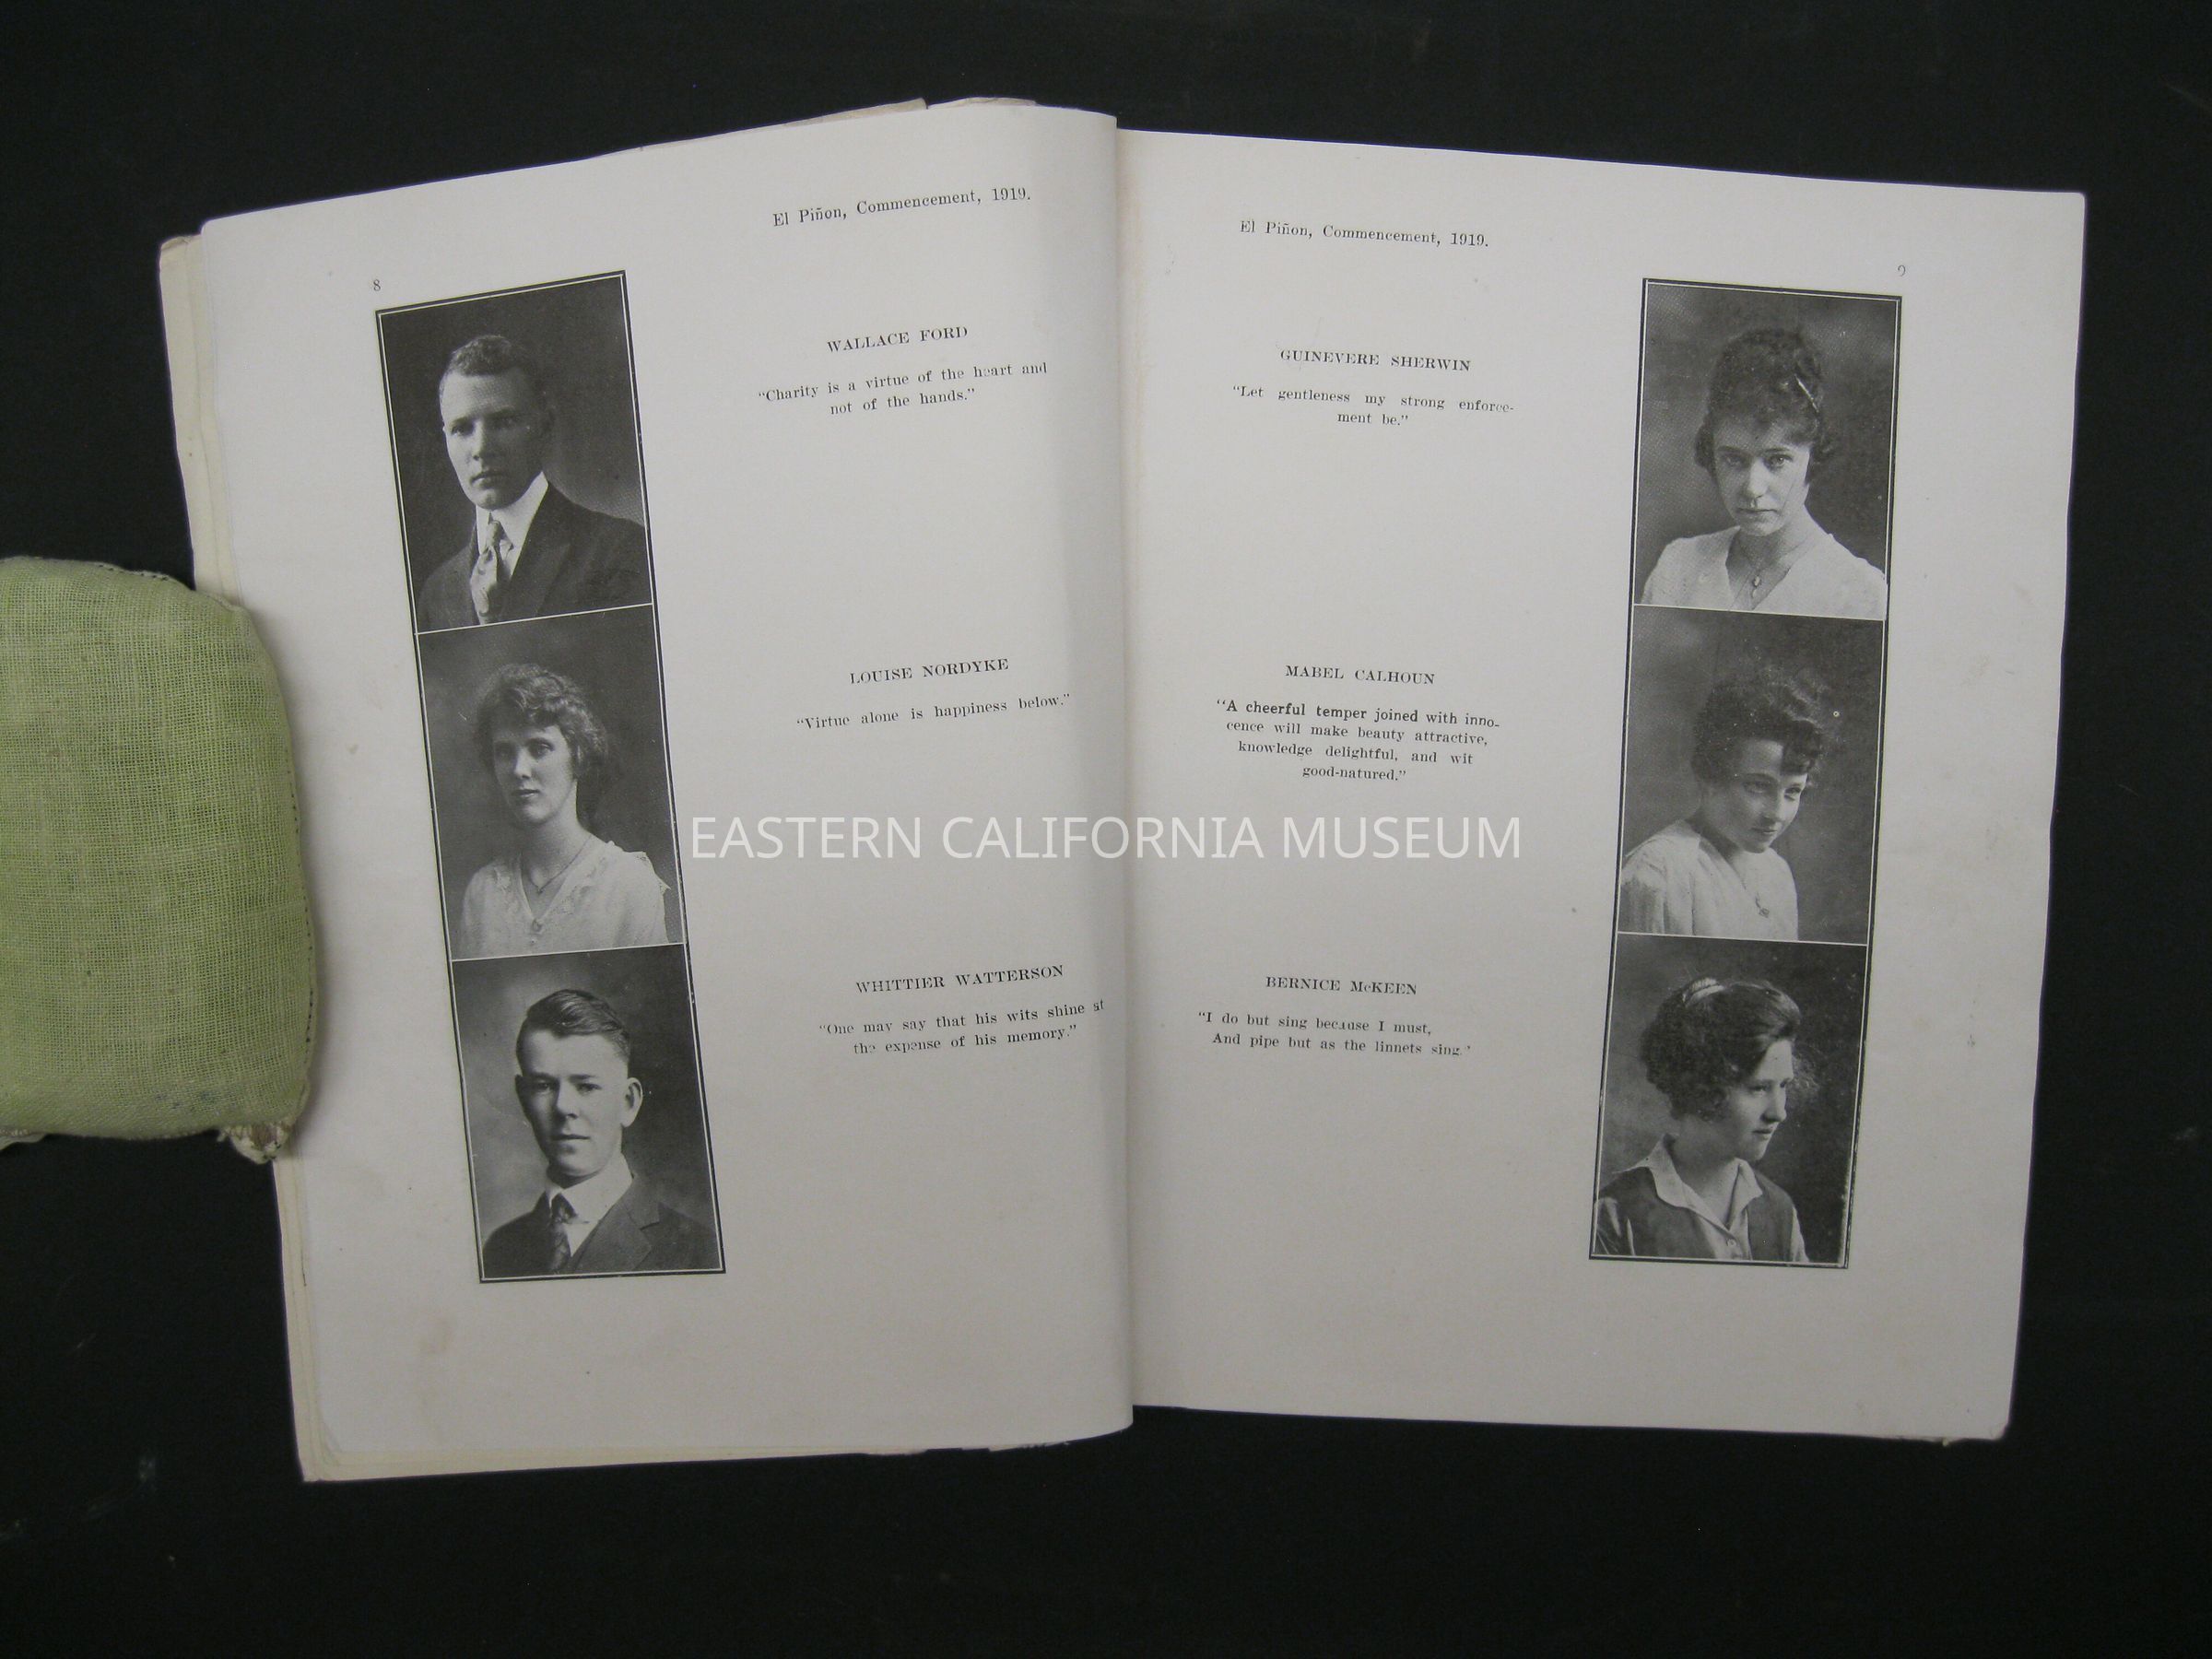 El Piñon, Commencement, 1919.
8
WALLACE FORD
"Charity is a virtue of the heart and
not of the hands."
LOUISE NORDYKE
"Virtue alone is happiness below."
WHITTIER WATTERSON
"One may say that his wits shine at
the expense of his memory."
El Piñon, Commencement, 1919.
9
GUINEVERE SHERWIN
"Let gentleness my strong enforce-
ment be."
MABEL CALHOUN
"A cheerful temper joined with inno-
cence will make beauty attractive,
knowledge delightful, and wit
good-natured."
BERNICE McKEEN
"I do but sing because I must,
And pipe but as the linnets sing."
EASTERN CALIFORNIA MUSEUM